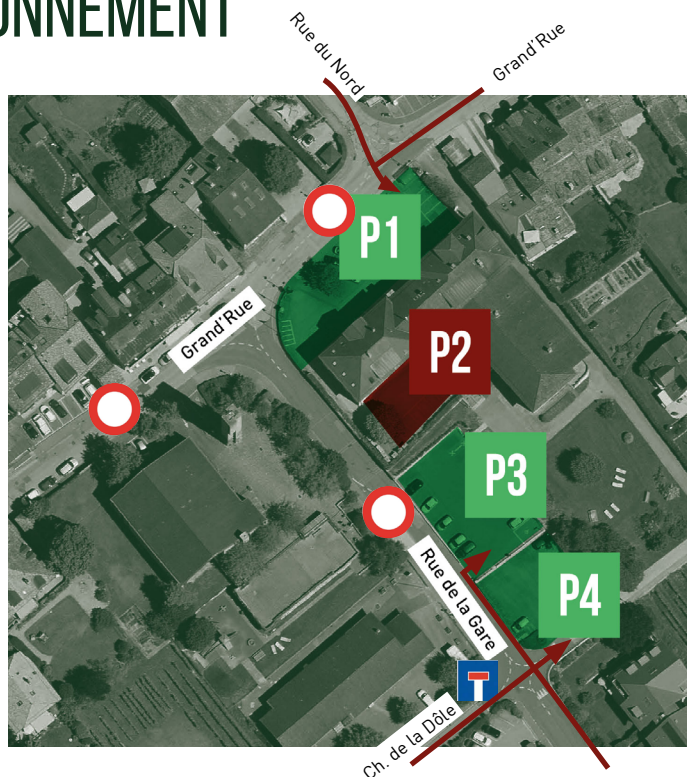 ONNEMENT
Rue du Nord
Grand'Rue
P1
Grand'Rue
P2
P3
Rue de la Gare
P4
Ch. de la Dôle